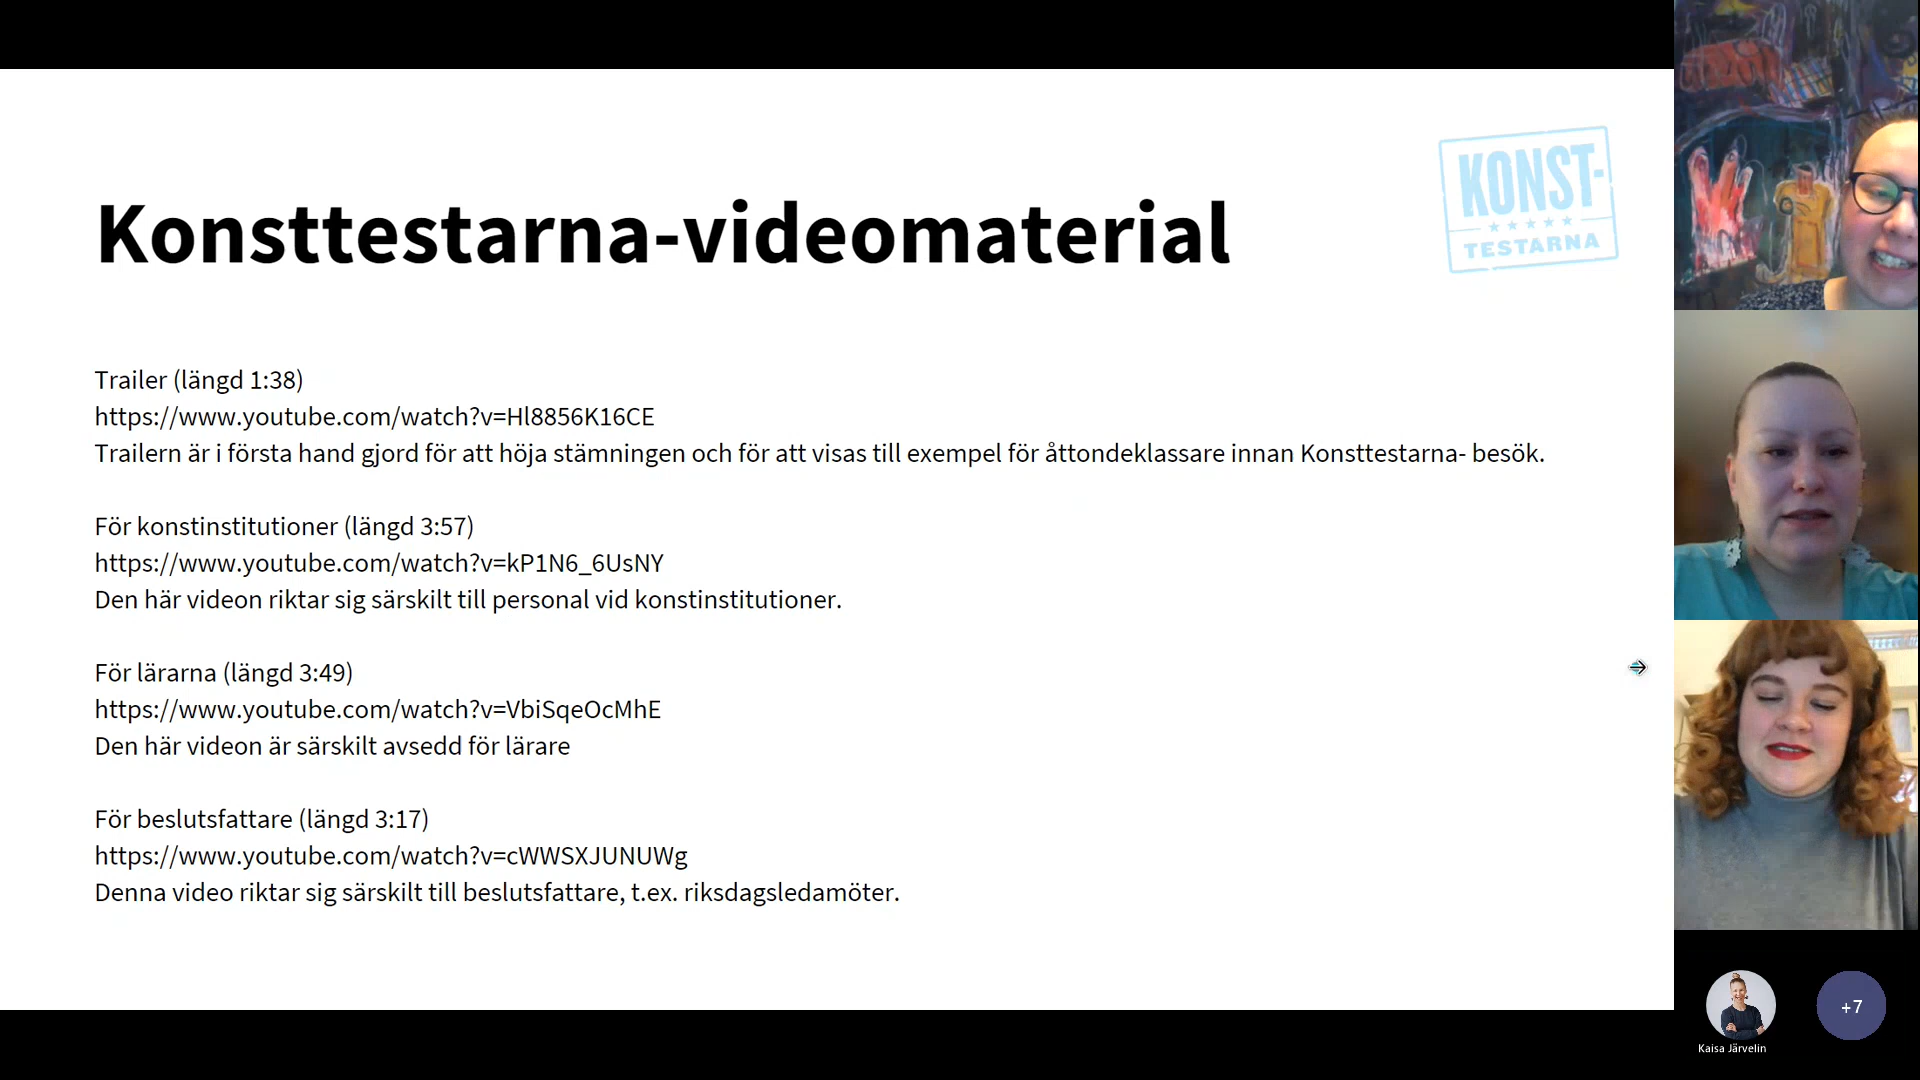 Konsttestarna-videomaterial
KONST-
TESTARNA
Trailer (längd 1:38)
https://www.youtube.com/watch?v=Hl8856K16CE
Trailern är i första hand gjord för att höja stämningen och för att visas till exempel för åttondeklassare innan Konsttestarna- besök.
För konstinstitutioner (längd 3:57)
https://www.youtube.com/watch?v=kP1N6_6UsNY
Den här videon riktar sig särskilt till personal vid konstinstitutioner.
För lärarna (längd 3:49)
https://www.youtube.com/watch?v=VbiSqeOcMhE
Den här videon är särskilt avsedd för lärare
För beslutsfattare (längd 3:17)
https://www.youtube.com/watch?v=cWWSXJUNUWg
Denna video riktar sig särskilt till beslutsfattare, t.ex. riksdagsledamöter.
+7
Kaisa Järvelin